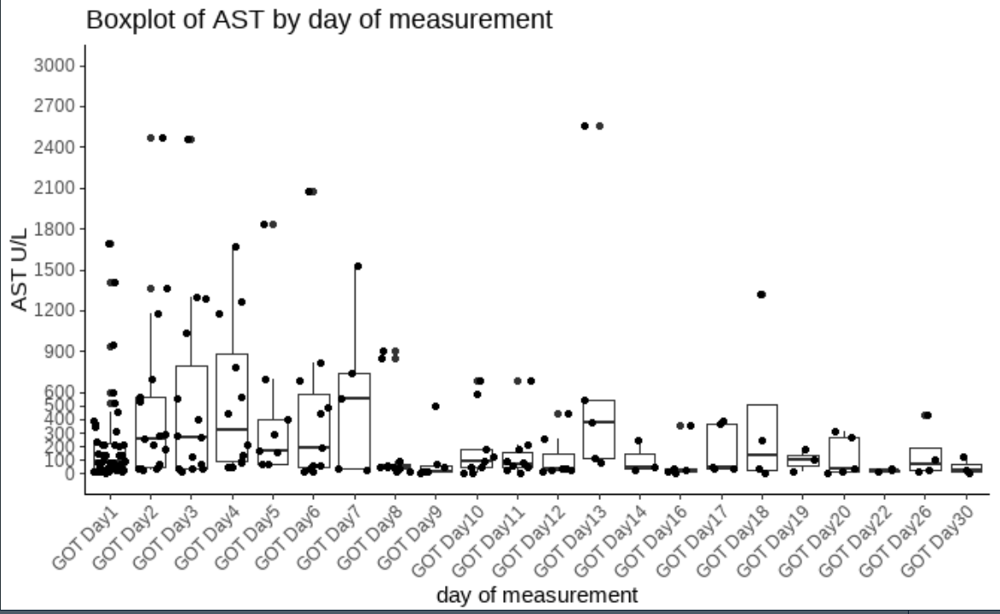 Boxplot of AST by day of measurement
3000
2700
2400
2100
1800
1500
1200
900
600
500
400
300
200
100
0
AST U/L
GOT Day1
GOT Day2
GOT Day3
GOT Day4
GOT Day5
GOT Day6
GOT Day7
GOT Day8
GOT Day9
GOT Day10
GOT Day11
GOT Day12
GOT Day13
GOT Day14
GOT Day16
GOT Day17
GOT Day18
GOT Day19
GOT Day20
GOT Day22
GOT Day26
GOT Day30
day of measurement